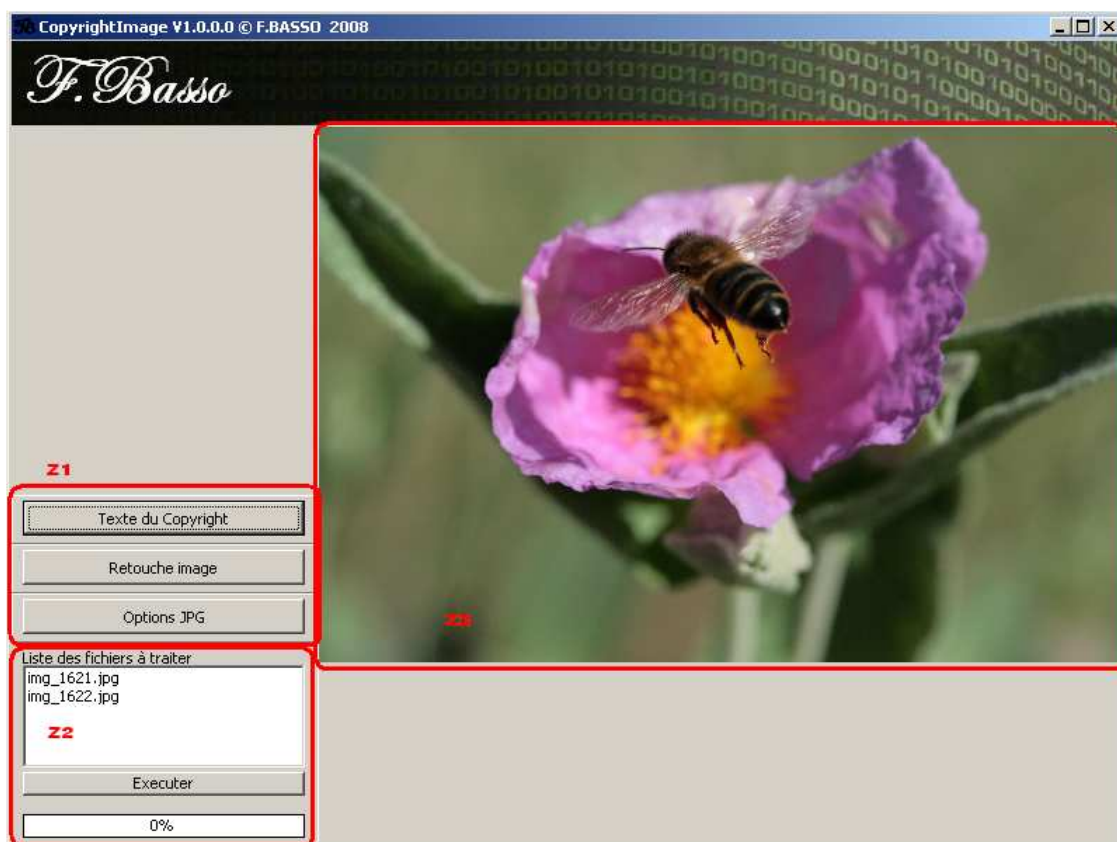 CopyrightImage V1.0.0.0 © F.BASSO 2008
F. Basso
Z1
Texte du Copyright
Retouche image
Options JPG
Z3
Liste des fichiers à traiter
img_1621.jpg
img_1622.jpg
Z2
Executer
0%